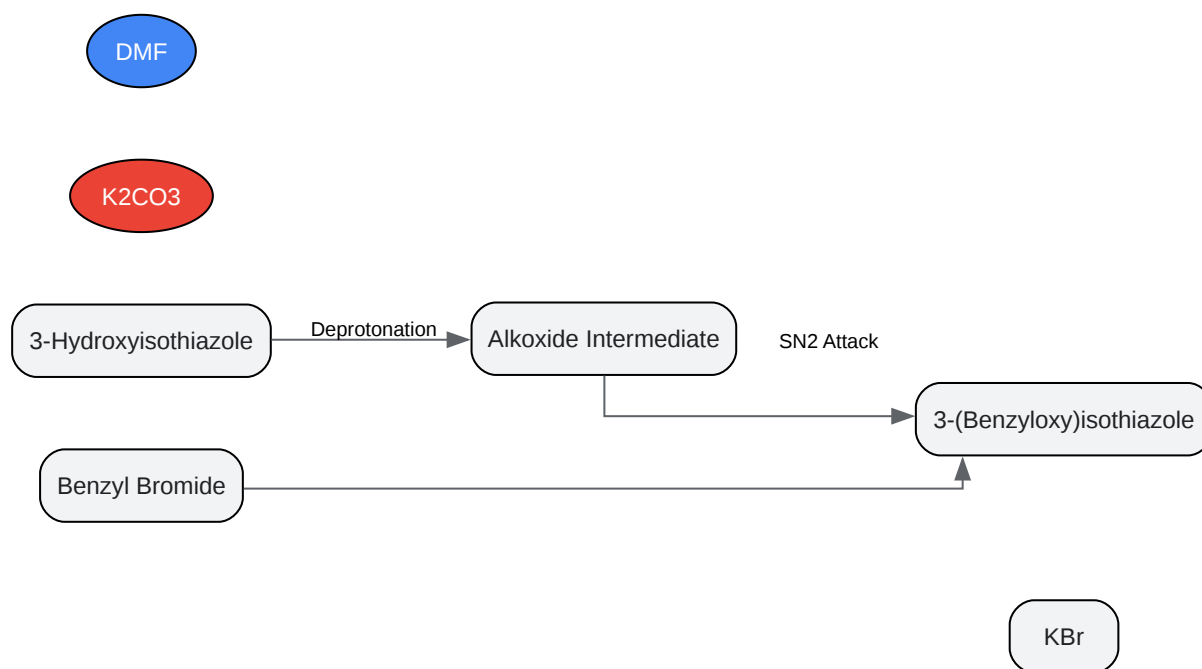 DMF
K2CO3
3-Hydroxyisothiazole
Deprotonation
Alkoxide Intermediate
SN2 Attack
3-(Benzyloxy)isothiazole
Benzyl Bromide
KBr